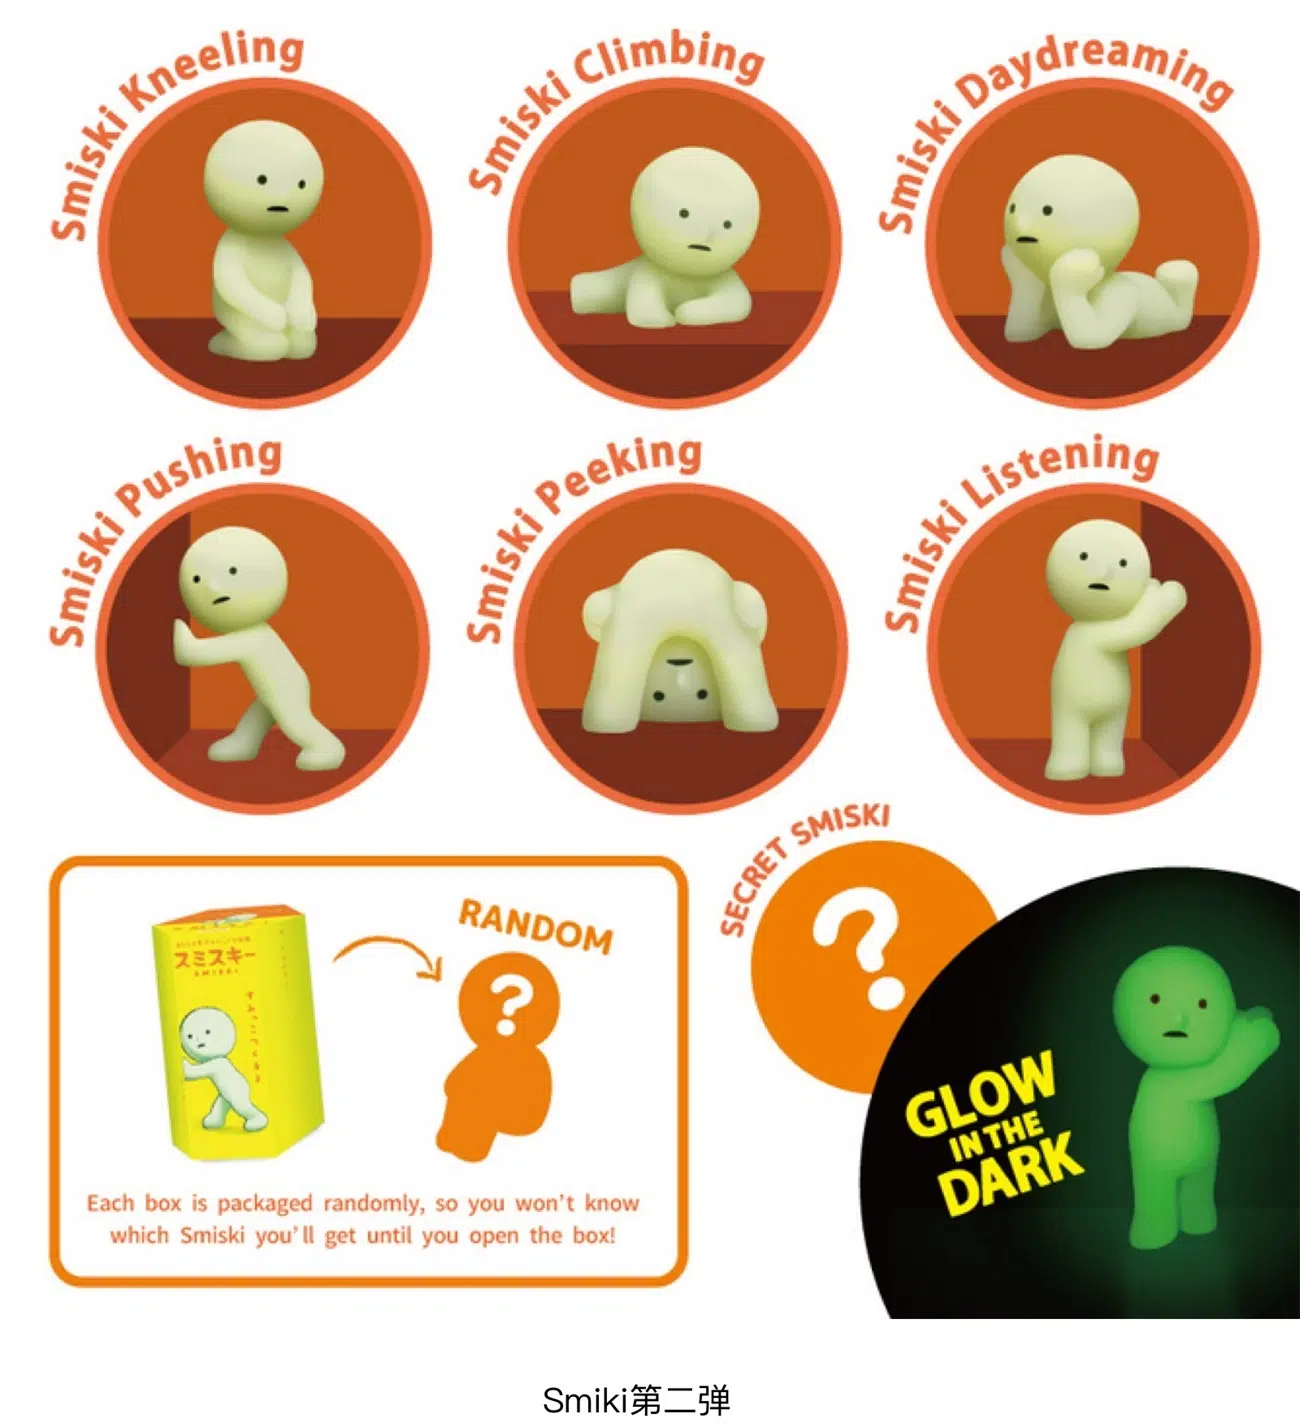 Smiski Kneeling
Smiski Climbing
Smiski Daydreaming
Smiski Pushing
Smiski Peeking
Smiski Listening
SECRET SMISKI
?
RANDOM
?
スミスキー
SMISKI
Each box is packaged randomly, so you won't know
which Smiski you'll get until you open the box!
GLOW
IN THE
DARK
Smiki第二弹